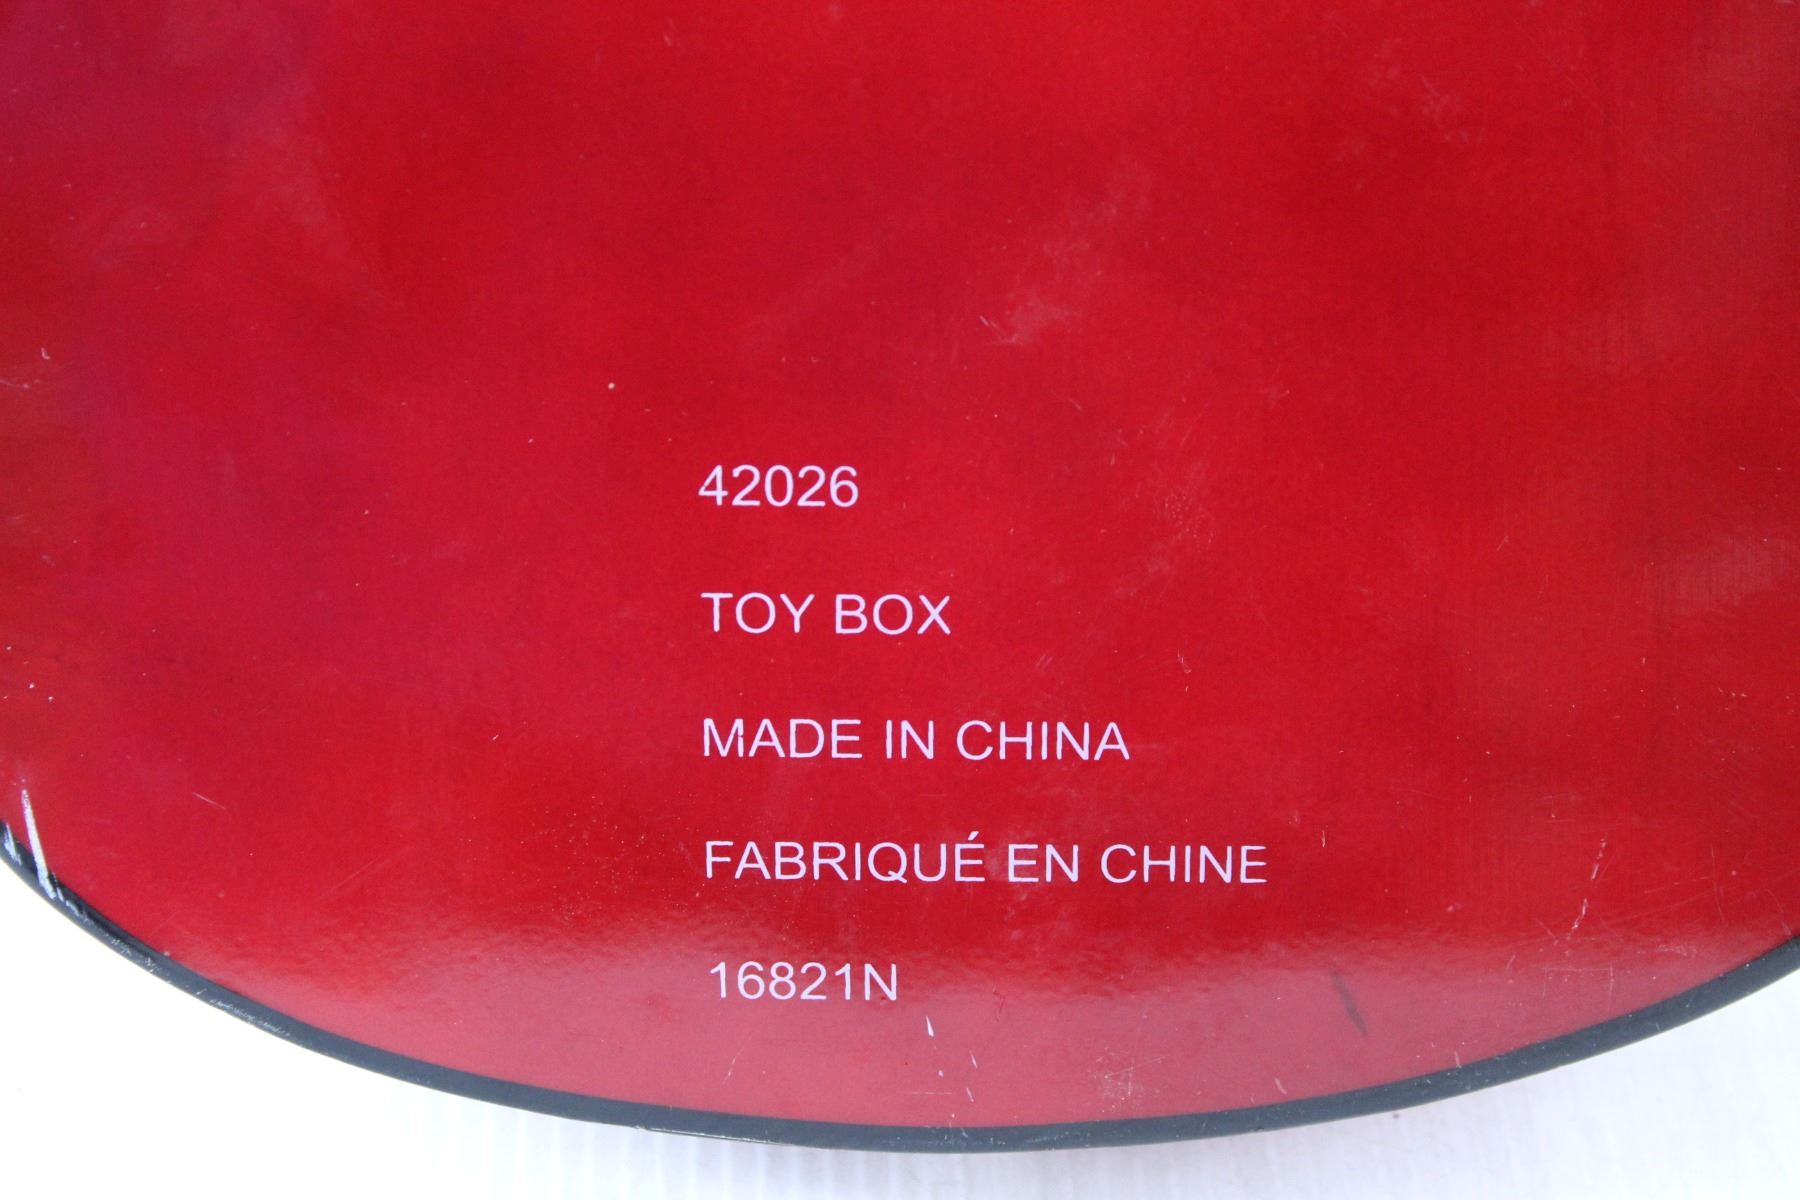 42026
TOY BOX
MADE IN CHINA
FABRIQUÉ EN CHINE
16821N